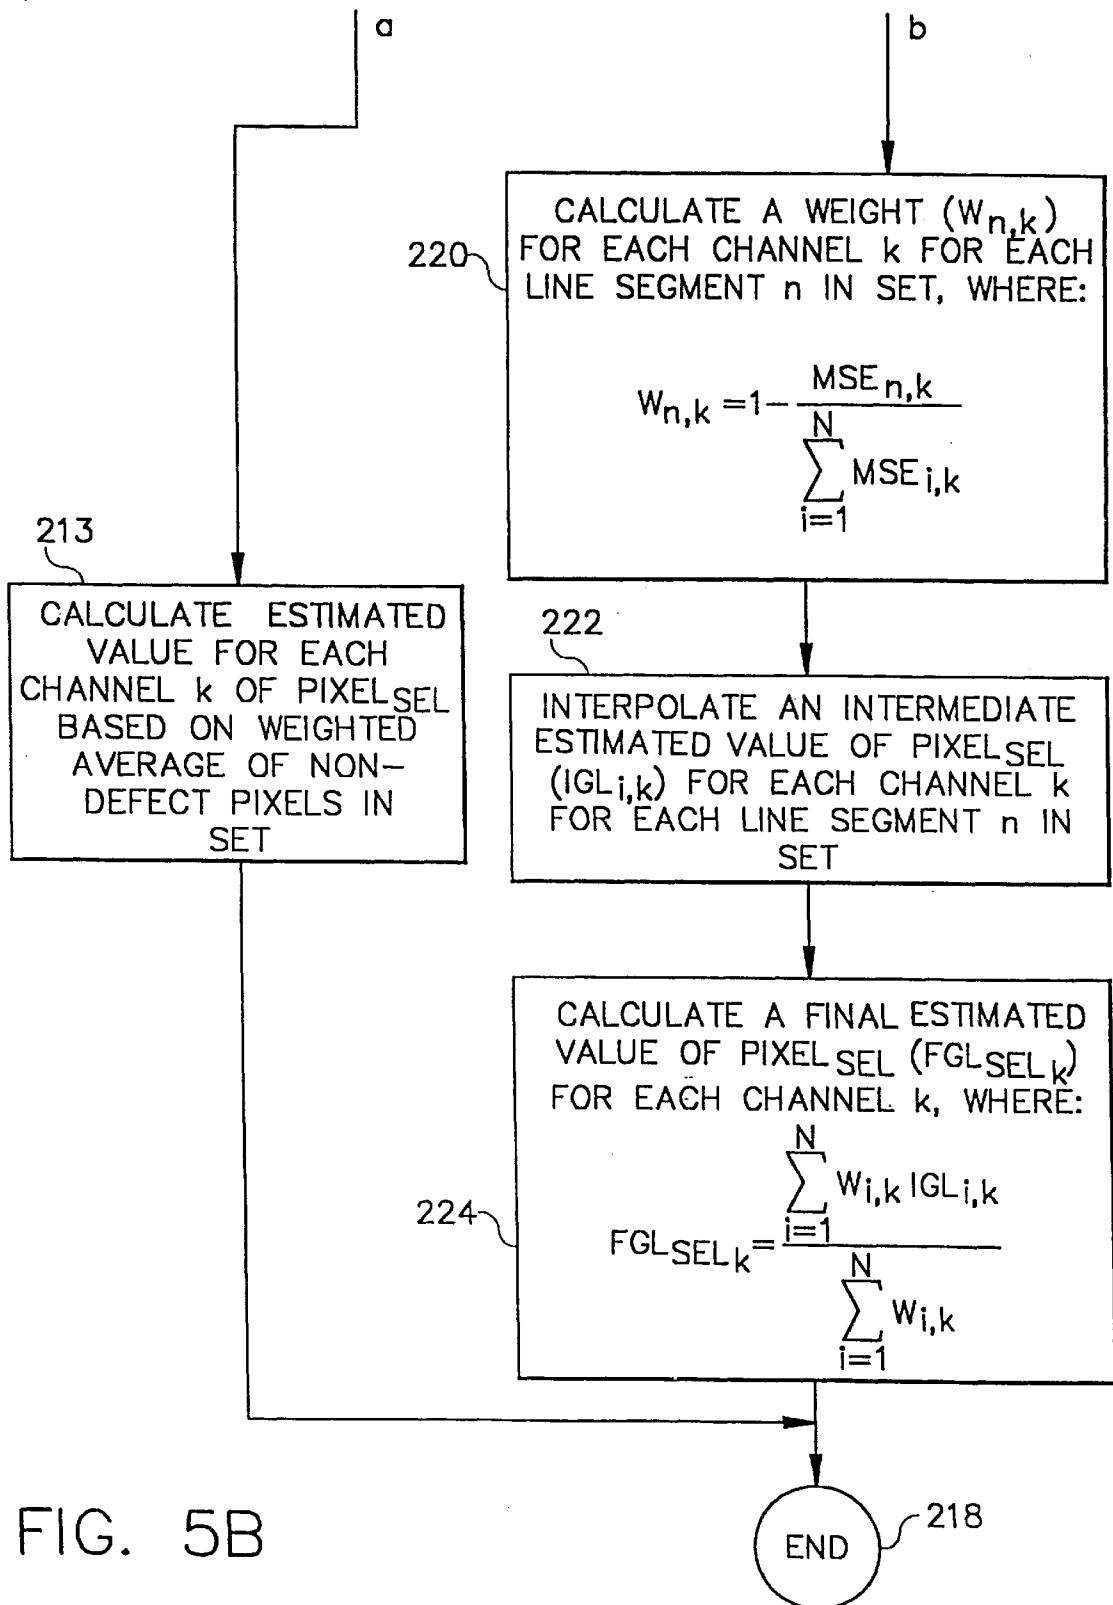 a
b
220
CALCULATE A WEIGHT (Wn,k)
FOR EACH CHANNEL k FOR EACH
LINE SEGMENT n IN SET, WHERE:
Wn,k = 1 - MSEn,k / N ∑ i=1 MSEi,k
213
CALCULATE ESTIMATED
VALUE FOR EACH
CHANNEL k OF PIXELSEL
BASED ON WEIGHTED
AVERAGE OF NON-
DEFECT PIXELS IN
SET
222
INTERPOLATE AN INTERMEDIATE
ESTIMATED VALUE OF PIXELSEL
(IGLi,k) FOR EACH CHANNEL k
FOR EACH LINE SEGMENT n IN
SET
224
CALCULATE A FINAL ESTIMATED
VALUE OF PIXELSEL (FGLSELk)
FOR EACH CHANNEL k, WHERE:
FGLSELk = N ∑ i=1 Wi,k IGLi,k / N ∑ i=1 Wi,k
END
218
FIG. 5B